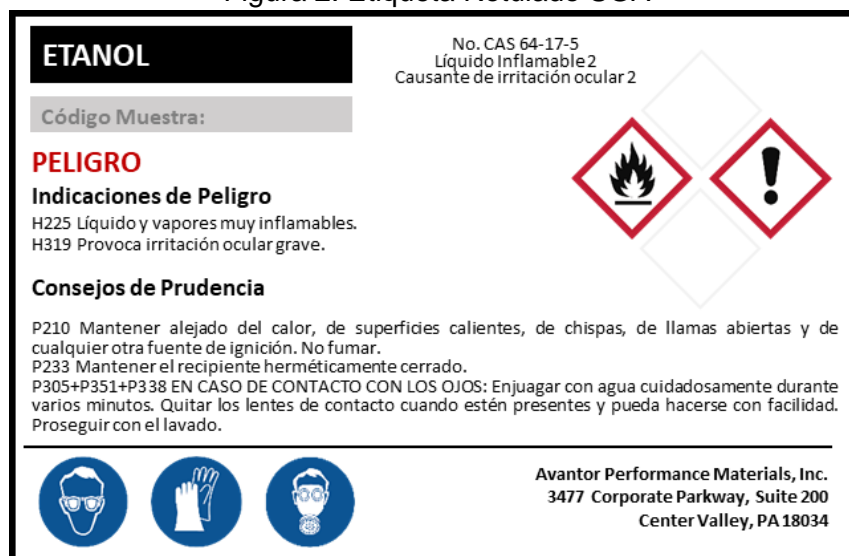 ETANOL
No. CAS 64-17-5
Líquido Inflamable 2
Causante de irritación ocular 2
Código Muestra:
PELIGRO
Indicaciones de Peligro
H225 Líquido y vapores muy inflamables.
H319 Provoca irritación ocular grave.
Consejos de Prudencia
P210 Mantener alejado del calor, de superficies calientes, de chispas, de llamas abiertas y de
cualquier otra fuente de ignición. No fumar.
P233 Mantener el recipiente herméticamente cerrado.
P305+P351+P338 EN CASO DE CONTACTO CON LOS OJOS: Enjuagar con agua cuidadosamente durante
varios minutos. Quitar los lentes de contacto cuando estén presentes y pueda hacerse con facilidad.
Proseguir con el lavado.
Avantor Performance Materials, Inc.
3477 Corporate Parkway, Suite 200
Center Valley, PA 18034